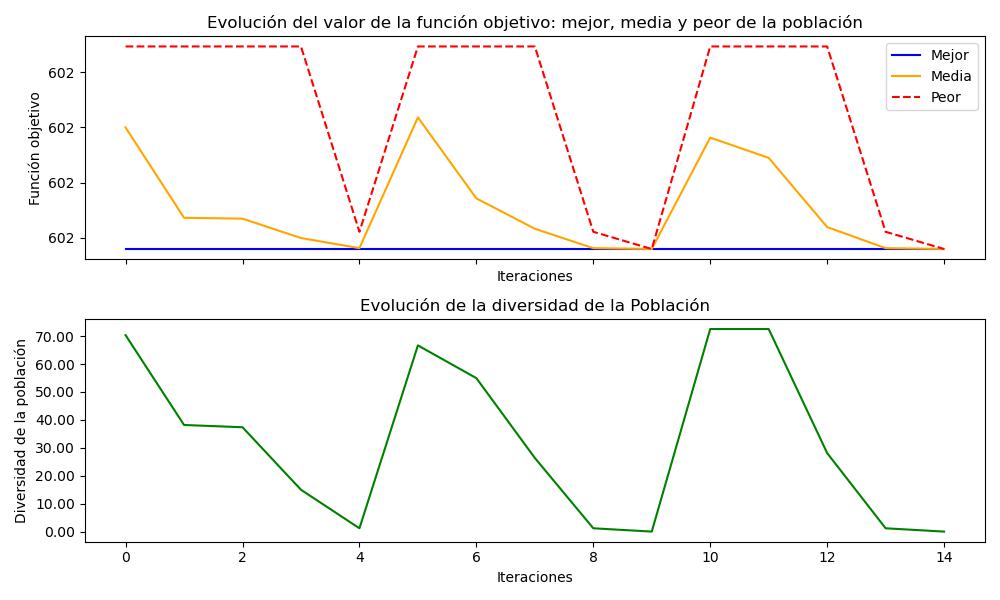 Evolución del valor de la función objetivo: mejor, media y peor de la población
Función objetivo
602
602
602
602
Mejor
Media
Peor
Iteraciones
Evolución de la diversidad de la Población
Diversidad de la población
70.00
60.00
50.00
40.00
30.00
20.00
10.00
0.00
0 2 4 6 8 10 12 14
Iteraciones